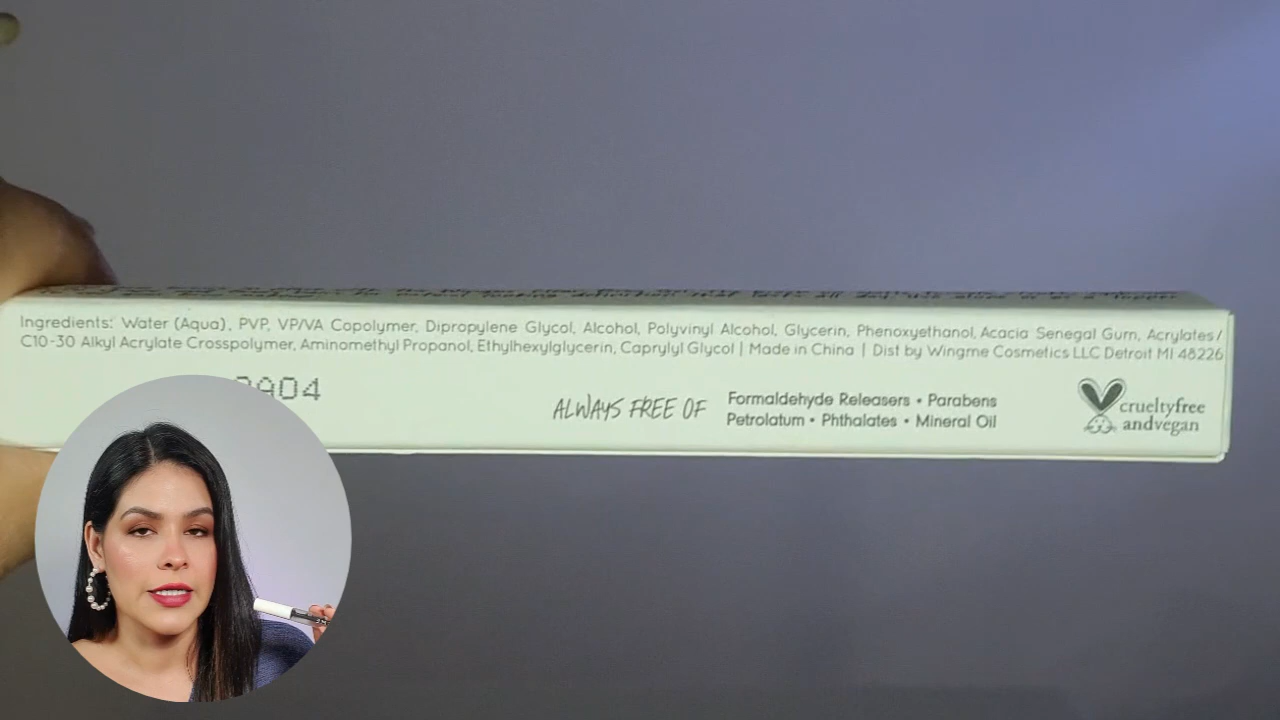 Ingredients: Water (Aqua), PVP, VP/VA Copolymer, Dipropylene Glycol, Alcohol, Polyvinyl Alcohol, Glycerin, Phenoxyethanol, Acacia Senegal Gum, Acrylates/
C10-30 Alkyl Acrylate Crosspolymer, Aminomethyl Propanol, Ethylhexylglycerin, Caprylyl Glycol | Made in China | Dist by Wingme Cosmetics LLC Detroit MI 48226
904
ALWAYS FREE OF
Formaldehyde Releasers • Parabens
Petrolatum • Phthalates • Mineral Oil
crueltyfree
andvegan